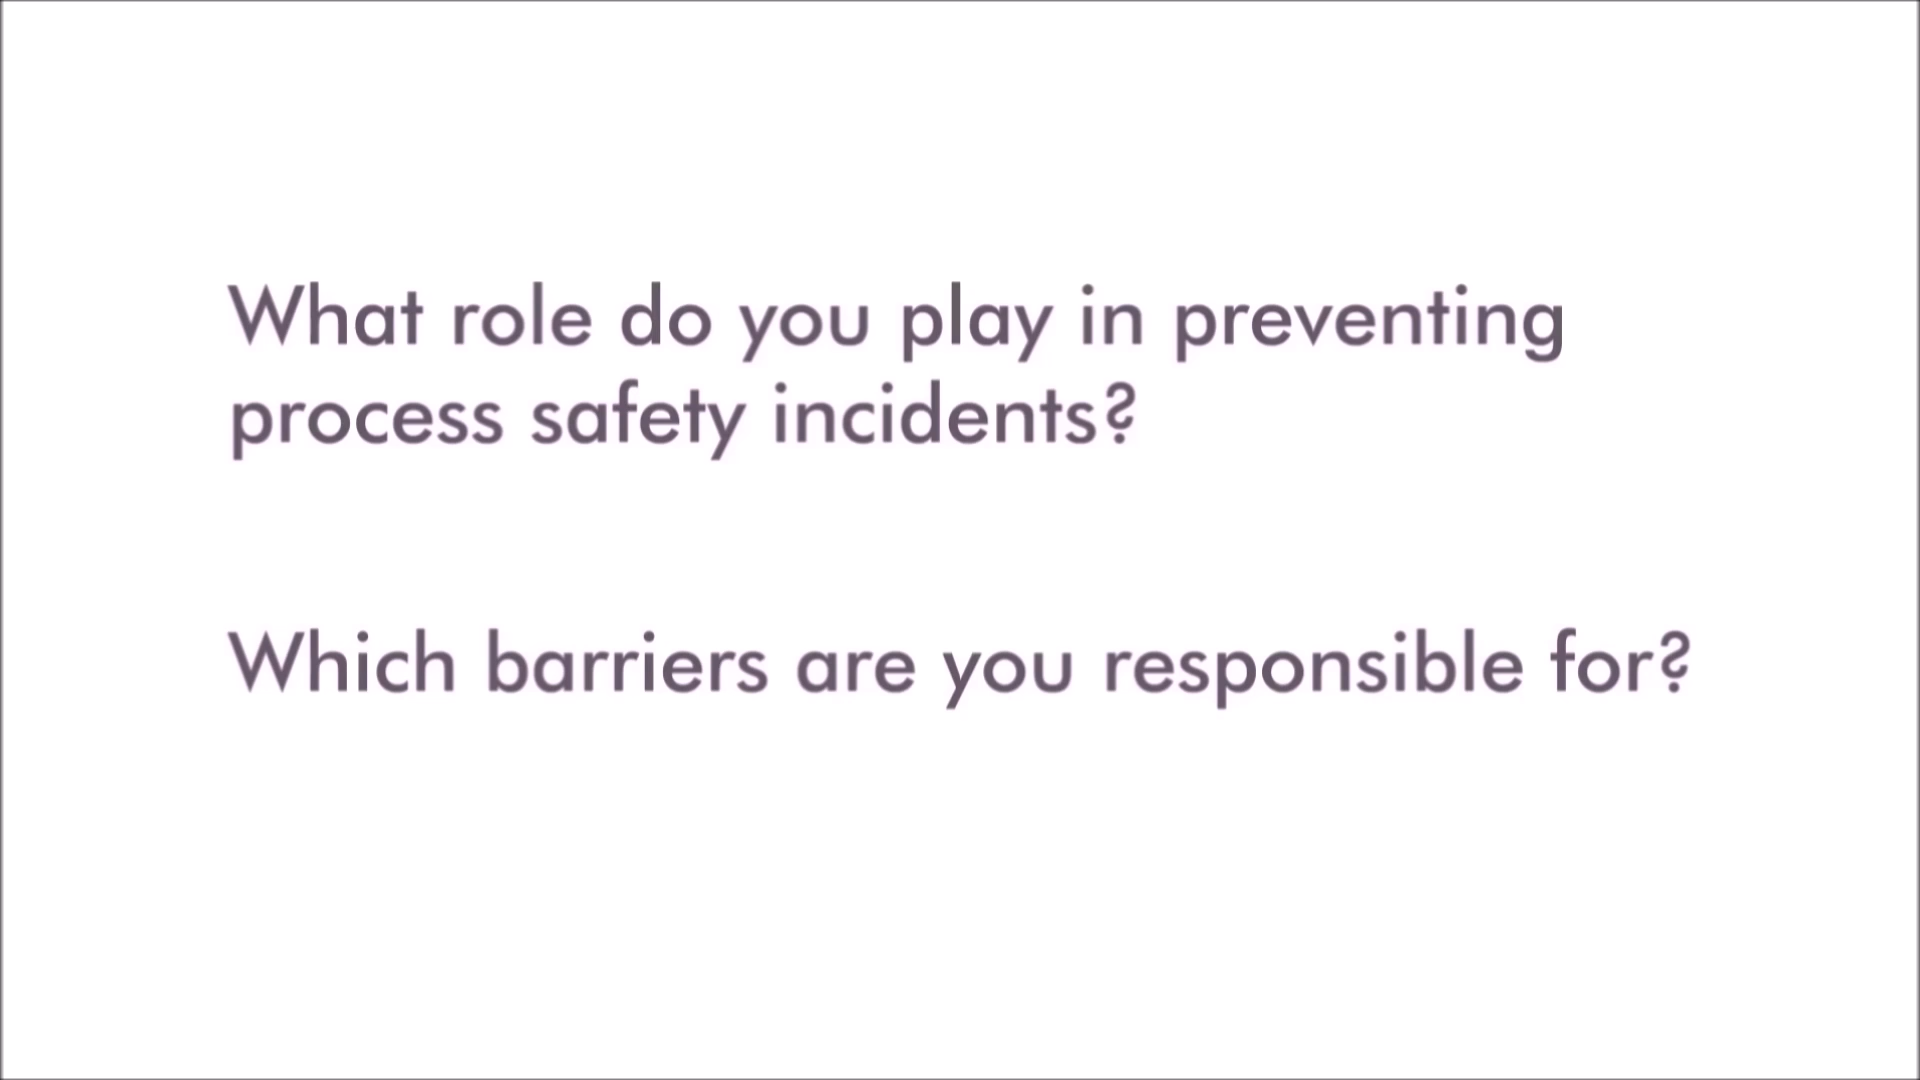 What role do you play in preventing
process safety incidents?
Which barriers are you responsible for?